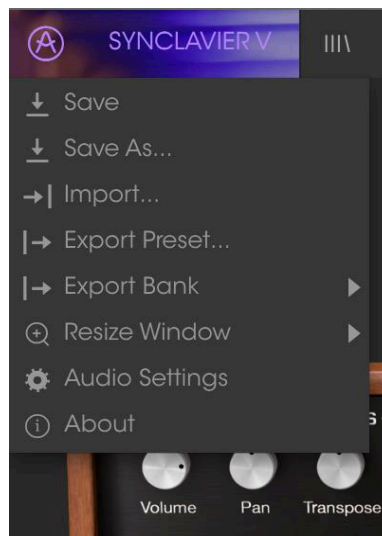 SYNCLAVIER V
Save
Save As...
Import...
Export Preset...
Export Bank
Resize Window
Audio Settings
About
S
Volume Pan Transpose